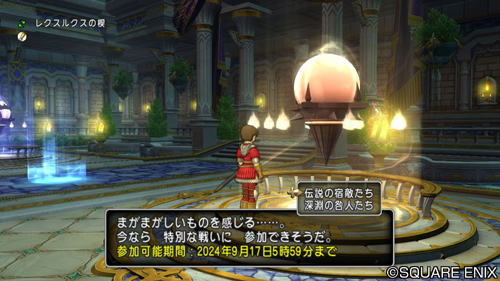 レクスルクスの楔
伝説の宿敵たち
深淵の咎人たち
まがまがしいものを感じる……。
今なら 特別な戦いに 参加できそうだ。
参加可能期間：2024年9月17日5時59分まで
©SQUARE ENIX